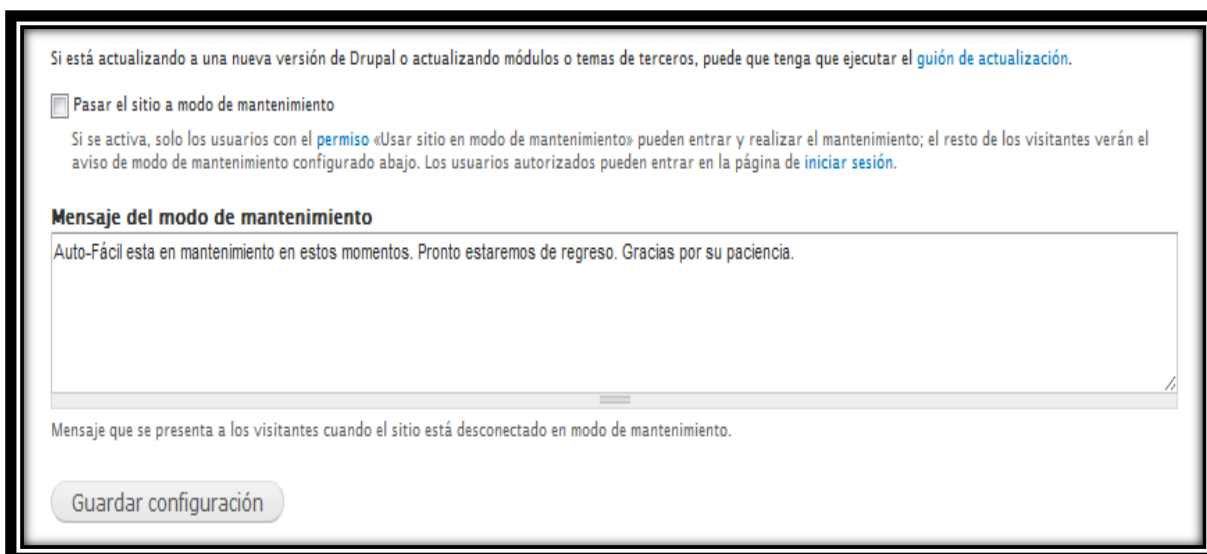 Si está actualizando a una nueva versión de Drupal o actualizando módulos o temas de terceros, puede que tenga que ejecutar el guión de actualización.
Pasar el sitio a modo de mantenimiento
Si se activa, solo los usuarios con el permiso «Usar sitio en modo de mantenimiento» pueden entrar y realizar el mantenimiento; el resto de los visitantes verán el
aviso de modo de mantenimiento configurado abajo. Los usuarios autorizados pueden entrar en la página de iniciar sesión.
Mensaje del modo de mantenimiento
Auto-Fácil esta en mantenimiento en estos momentos. Pronto estaremos de regreso. Gracias por su paciencia.
Mensaje que se presenta a los visitantes cuando el sitio está desconectado en modo de mantenimiento.
Guardar configuración